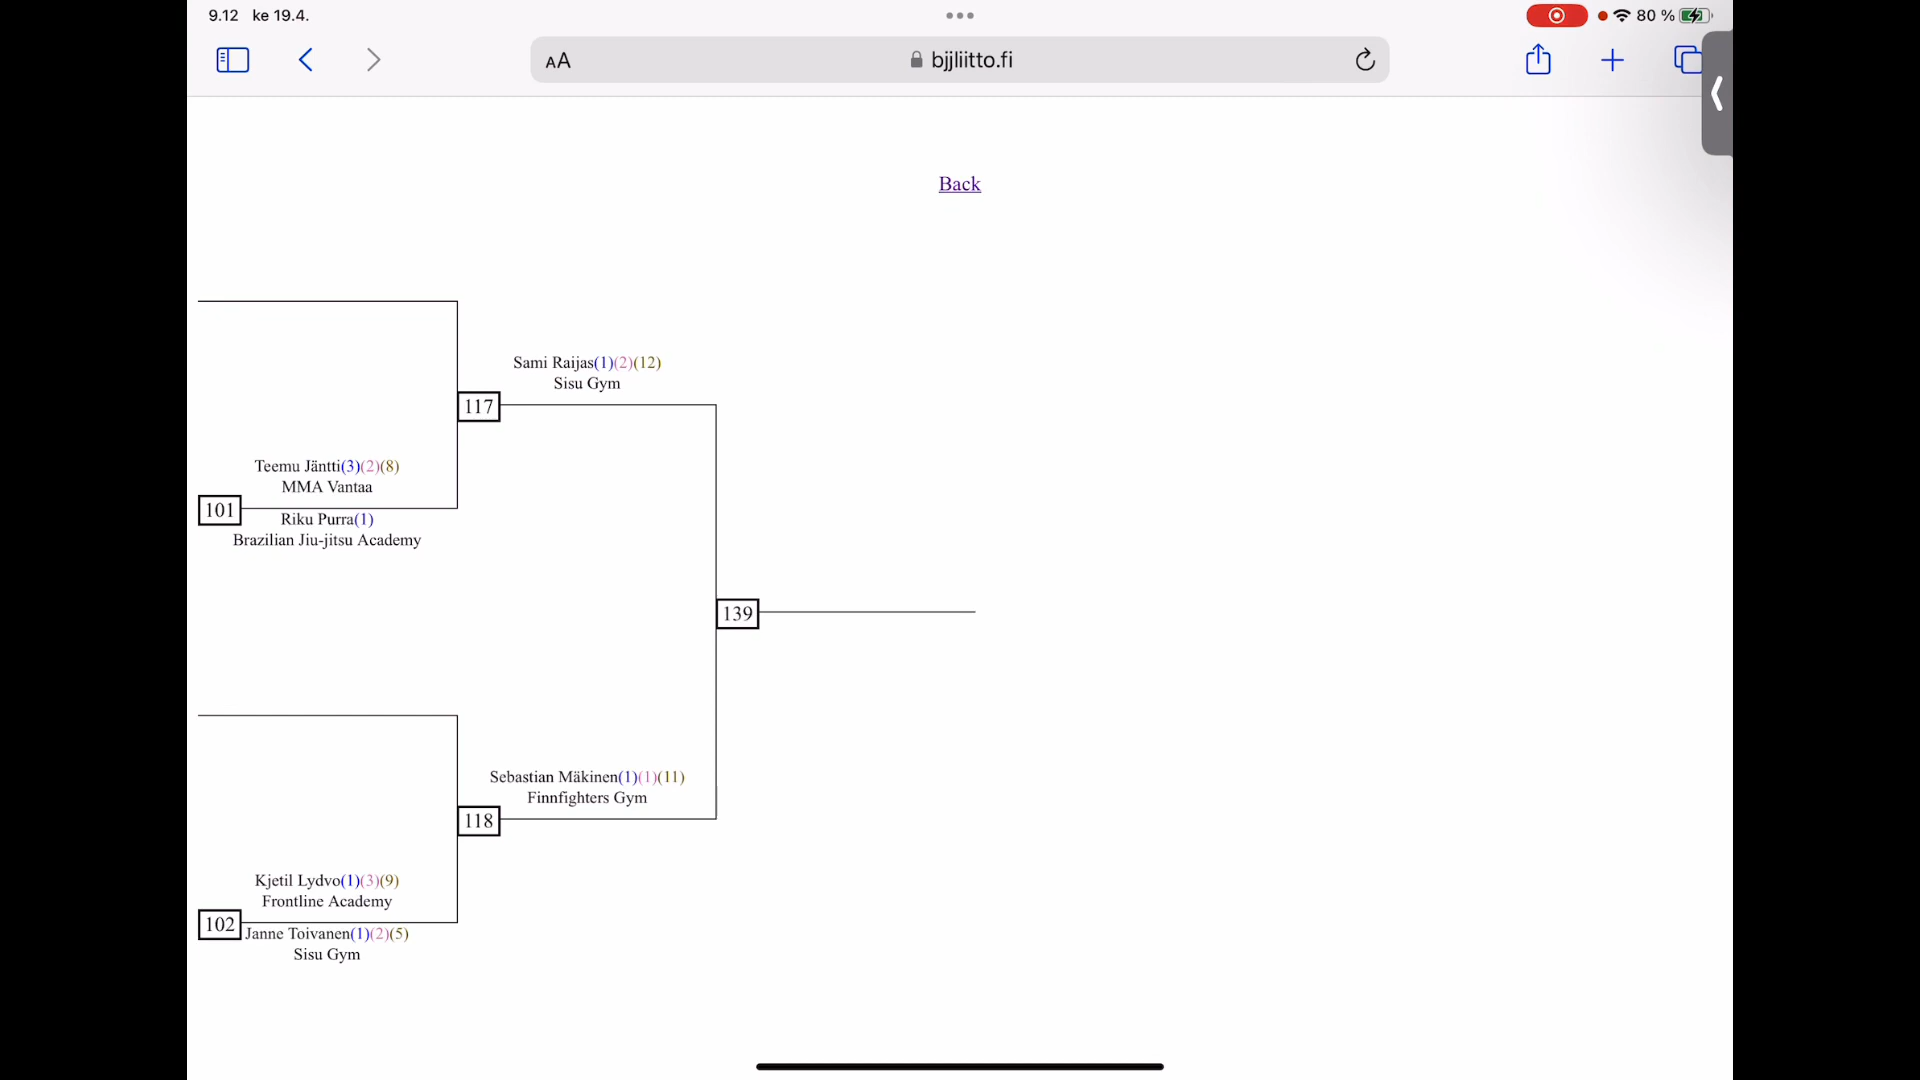 9.12 ke 19.4.
80 %
AA
bjjliitto.fi
Back
Sami Raijas(1)(2)(12)
Sisu Gym
117
Teemu Jäntti(3)(2)(8)
MMA Vantaa
101
Riku Purra(1)
Brazilian Jiu-jitsu Academy
139
Sebastian Mäkinen(1)(1)(11)
Finnfighters Gym
118
Kjetil Lydvo(1)(3)(9)
Frontline Academy
102
Janne Toivanen(1)(2)(5)
Sisu Gym